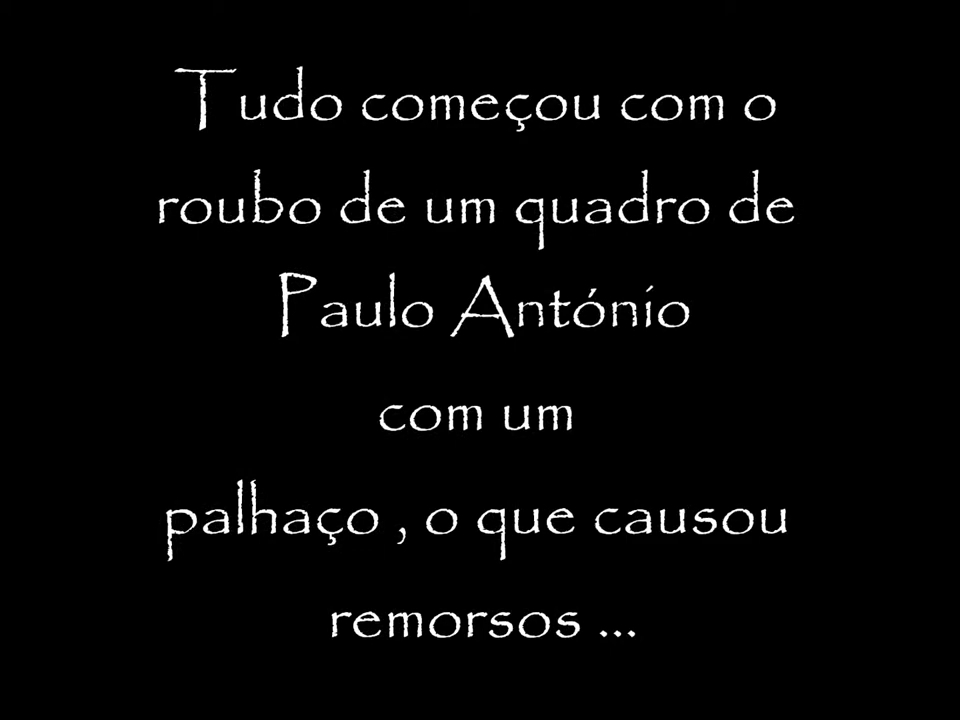 Tudo começou com o
roubo de um quadro de
Paulo António
com um
palhaço , o que causou
remorsos ...